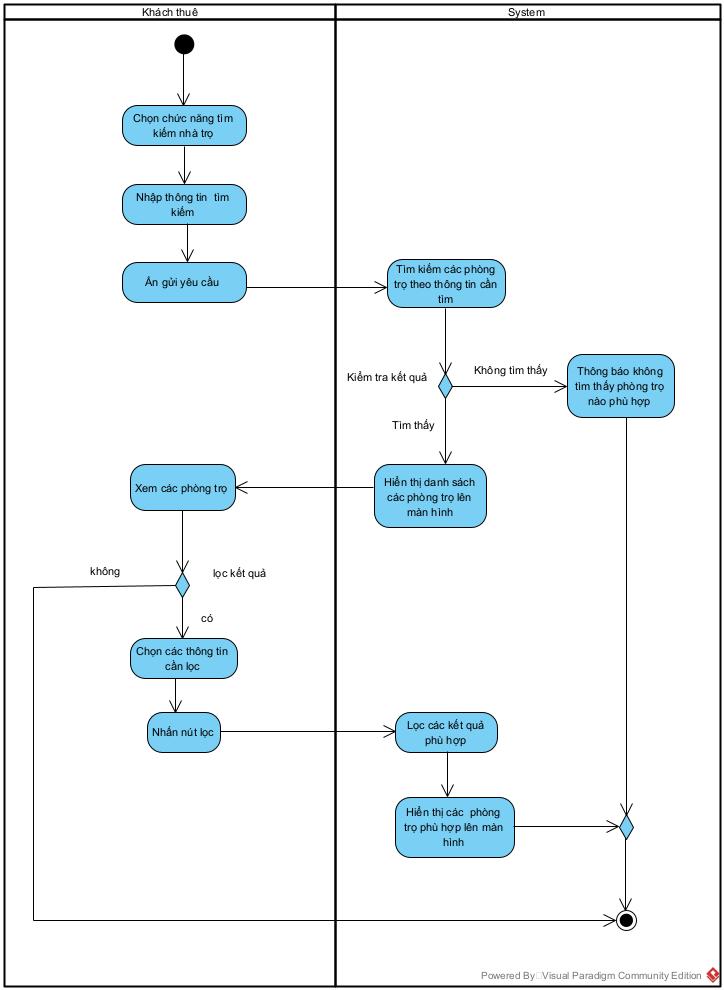 Khách thuê
System
Chọn chức năng tìm
kiếm nhà trọ
Nhập thông tin tìm
kiếm
Ấn gửi yêu cầu
Tìm kiếm các phòng
trọ theo thông tin cần
tìm
Kiểm tra kết quả
Không tìm thấy
Thông báo không
tìm thấy phòng trọ
nào phù hợp
Tìm thấy
Xem các phòng trọ
Hiển thị danh sách
các phòng trọ lên
màn hình
không
lọc kết quả
có
Chọn các thông tin
cần lọc
Nhấn nút lọc
Lọc các kết quả
phù hợp
Hiển thị các phòng
trọ phù hợp lên màn
hình
Powered By Visual Paradigm Community Edition